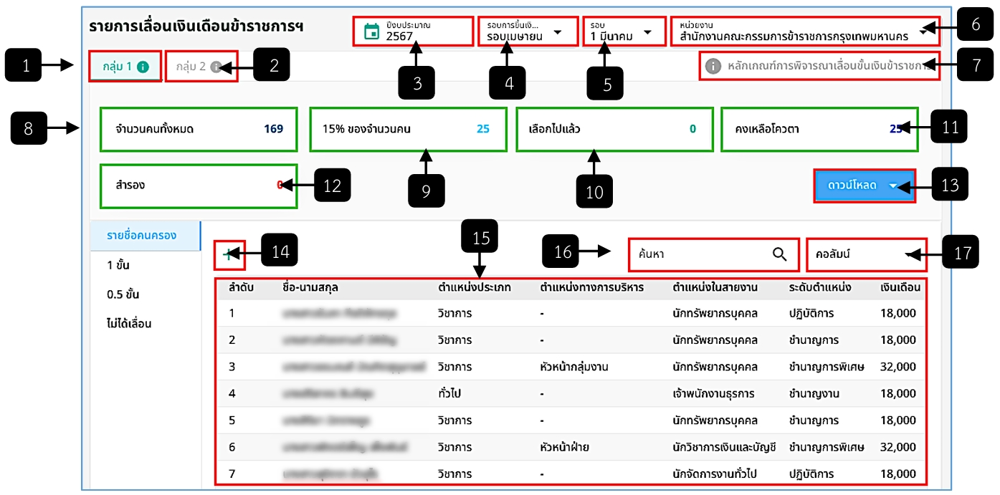 รายการเลื่อนเงินเดือนข้าราชการฯ
ปีงบประมาณ
2567
รอบการขึ้นเงิ...
รอบเมษายน
รอบ
1 มีนาคม
หน่วยงาน
สำนักงานคณะกรรมการข้าราชการกรุงเทพมหานคร
6
1
กลุ่ม 1
กลุ่ม 2
2
3
4
5
หลักเกณฑ์การพิจารณาเลื่อนขั้นเงินข้าราชการ
7
8
จำนวนคนทั้งหมด 169
15% ของจำนวนคน 25
เลือกไปแล้ว 0
คงเหลือโควตา 25
11
สำรอง 0
12
9
10
ดาวน์โหลด
13
รายชื่อคนครอง
1 ขั้น
0.5 ขั้น
ไม่ได้เลื่อน
14
15
16
ค้นหา
คอลัมน์
17
ลำดับ ชื่อ-นามสกุล ตำแหน่งประเภท ตำแหน่งทางการบริหาร ตำแหน่งในสายงาน ระดับตำแหน่ง เงินเดือน
1 วิชาการ - นักทรัพยากรบุคคล ปฏิบัติการ 18,000
2 วิชาการ - นักทรัพยากรบุคคล ชำนาญการ 18,000
3 วิชาการ หัวหน้ากลุ่มงาน นักทรัพยากรบุคคล ชำนาญการพิเศษ 32,000
4 ทั่วไป - เจ้าพนักงานธุรการ ชำนาญงาน 18,000
5 วิชาการ - นักทรัพยากรบุคคล ชำนาญการ 18,000
6 วิชาการ หัวหน้าฝ่าย นักวิชาการเงินและบัญชี ชำนาญการพิเศษ 32,000
7 วิชาการ - นักจัดการงานทั่วไป ปฏิบัติการ 18,000